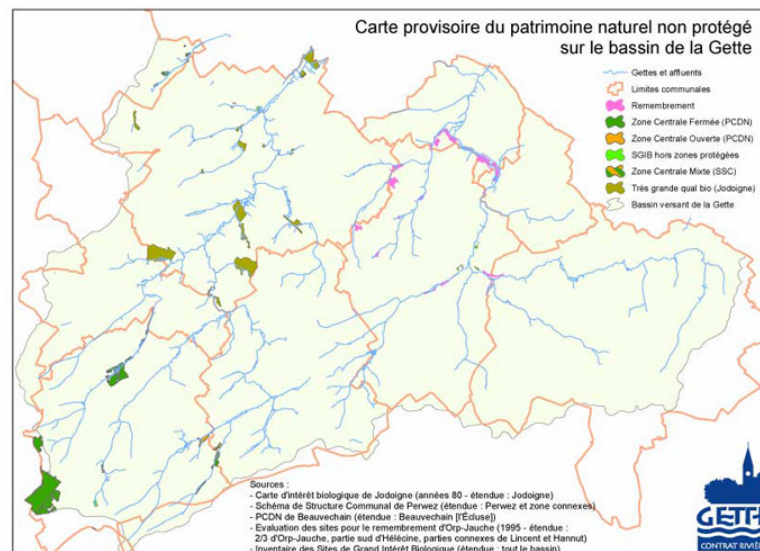 Carte provisoire du patrimoine naturel non protégé
sur le bassin de la Gette
Gettes et affluents
Limites communales
Remembrement
Zone Centrale Fermée (PCDN)
Zone Centrale Ouverte (PCDN)
SGIB hors zones protégées
Zone Centrale Mixte (SSC)
Très grande qual bio (Jodoigne)
Bassin versant de la Gette
Sources :
- Carte d'intérêt biologique de Jodoigne (années 80 - étendue : Jodoigne)
- Schéma de Structure Communal de Perwez (étendue : Perwez et zone connexes)
- PCDN de Beauvechain (étendue : Beauvechain [l'Écluse])
- Evaluation des sites pour le remembrement d'Orp-Jauche (1995 - étendue :
2/3 d'Orp-Jauche, partie sud d'Hélécine, parties connexes de Lincent et Hannut)
- Inventaire des Sites de Grand Intérêt Biologique (étendue : tout le bassin)
GETTE
CONTRAT RIVIÈRE